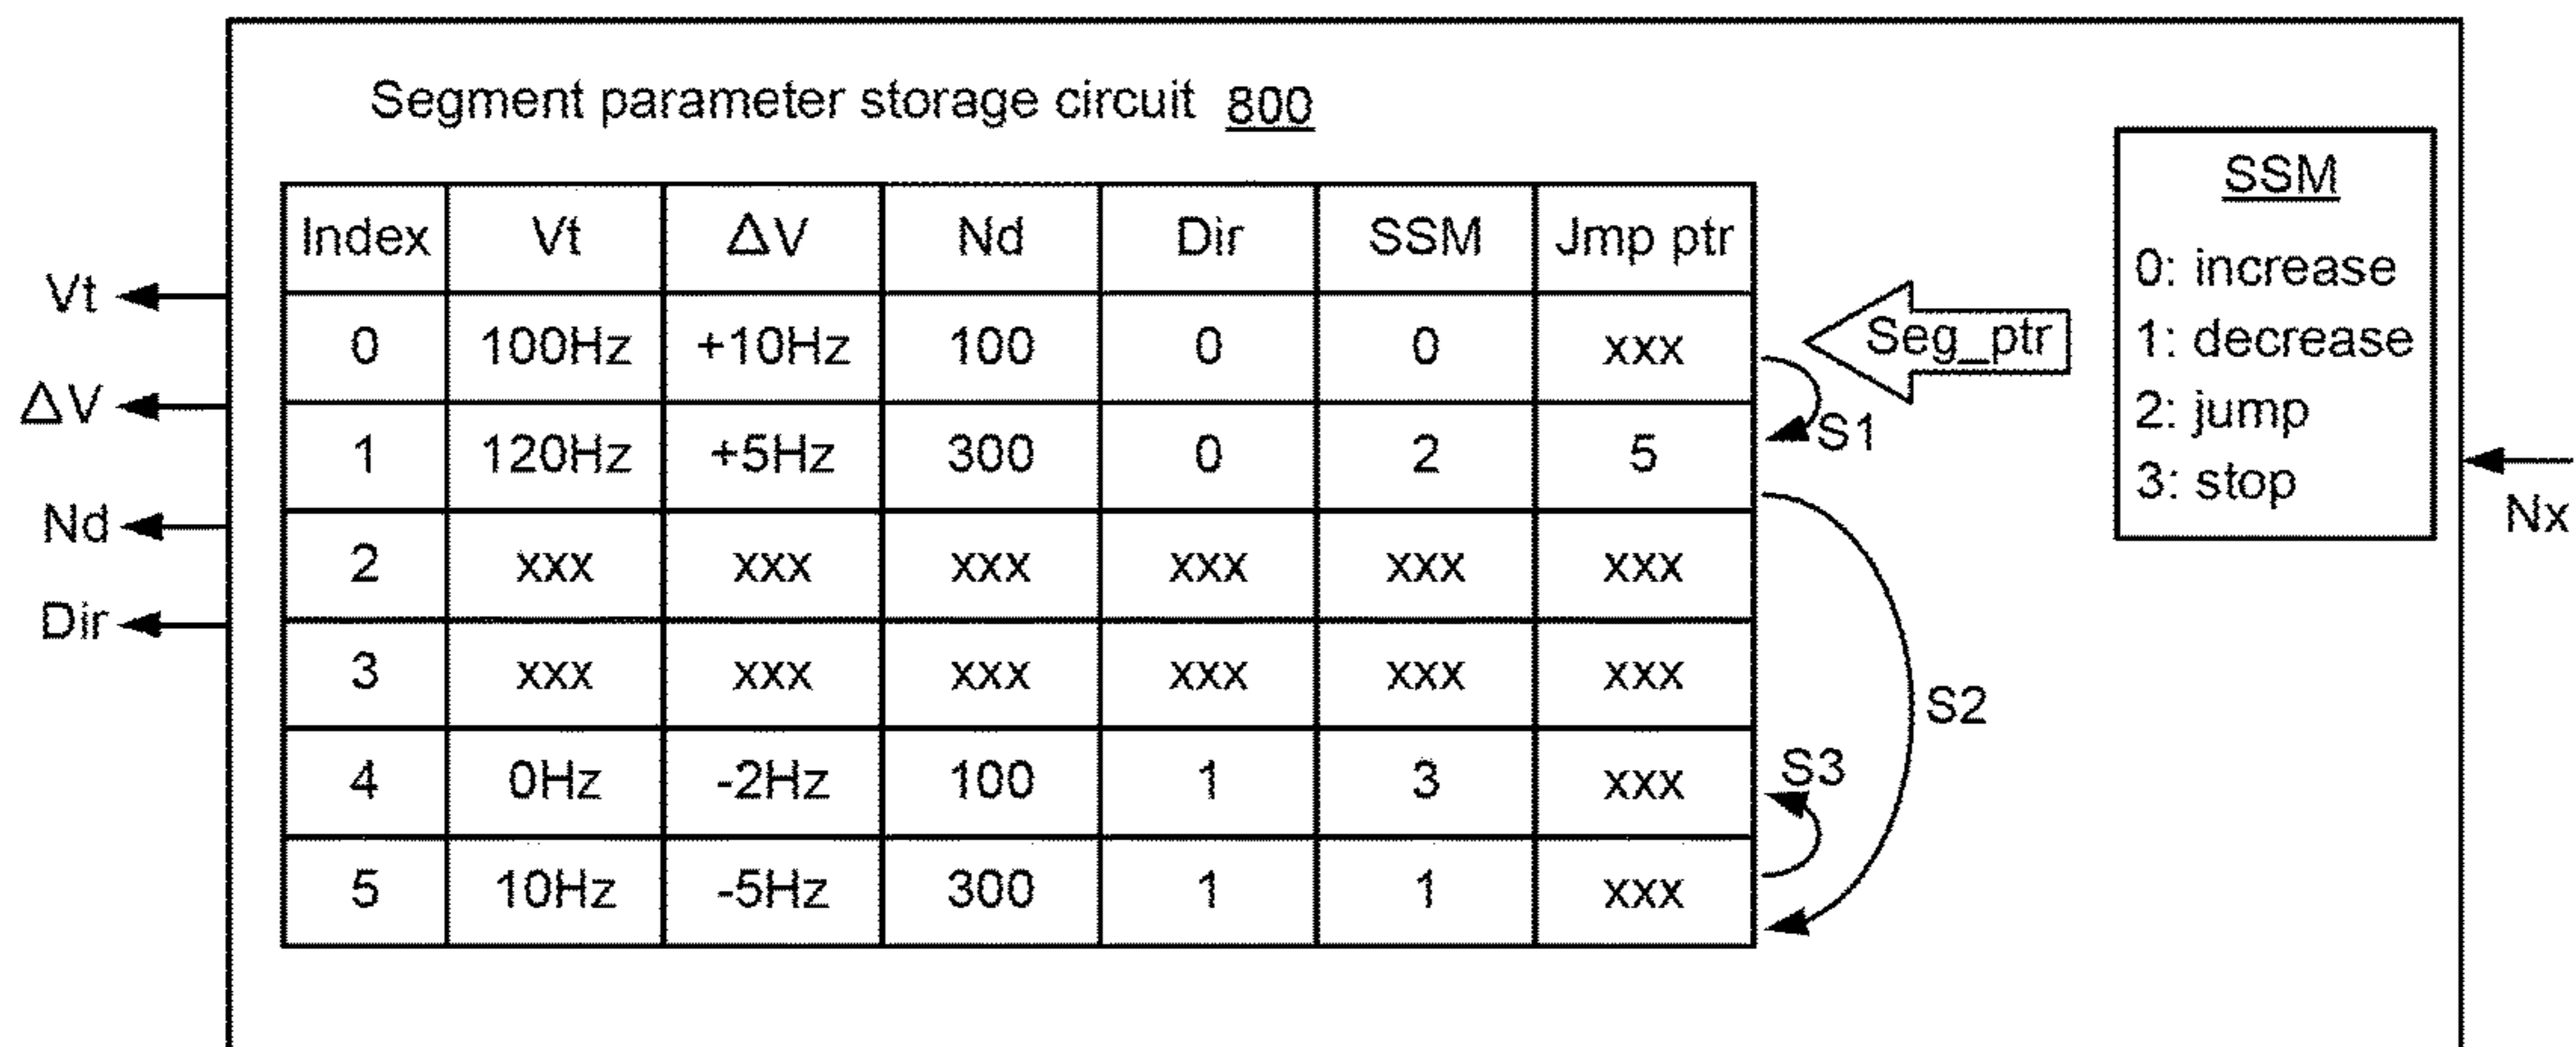 Segment parameter storage circuit 800
Index Vt ΔV Nd Dir SSM Jmp ptr
0 100Hz +10Hz 100 0 0 xxx
1 120Hz +5Hz 300 0 2 5
2 xxx xxx xxx xxx xxx xxx
3 xxx xxx xxx xxx xxx xxx
4 0Hz -2Hz 100 1 3 xxx
5 10Hz -5Hz 300 1 1 xxx
Vt
ΔV
Nd
Dir
Seg_ptr
S1
S2
S3
SSM
0: increase
1: decrease
2: jump
3: stop
Nx